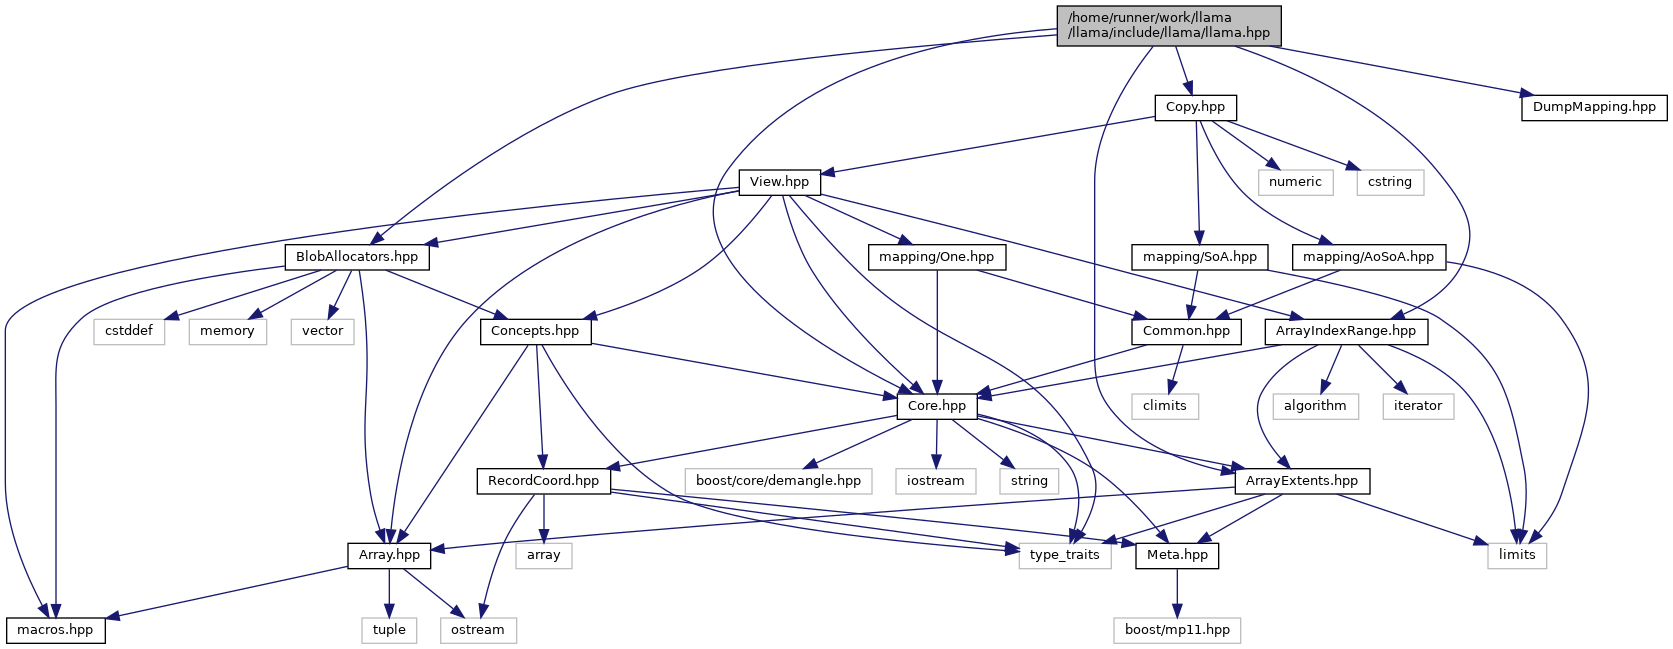 /home/runner/work/llama
/llama/include/llama/llama.hpp
Copy.hpp
DumpMapping.hpp
View.hpp
numeric
cstring
BlobAllocators.hpp
mapping/One.hpp
mapping/SoA.hpp
mapping/AoSoA.hpp
cstddef
memory
vector
Concepts.hpp
Common.hpp
ArrayIndexRange.hpp
Core.hpp
climits
algorithm
iterator
RecordCoord.hpp
boost/core/demangle.hpp
iostream
string
ArrayExtents.hpp
Array.hpp
array
type_traits
Meta.hpp
limits
macros.hpp
tuple
ostream
boost/mp11.hpp